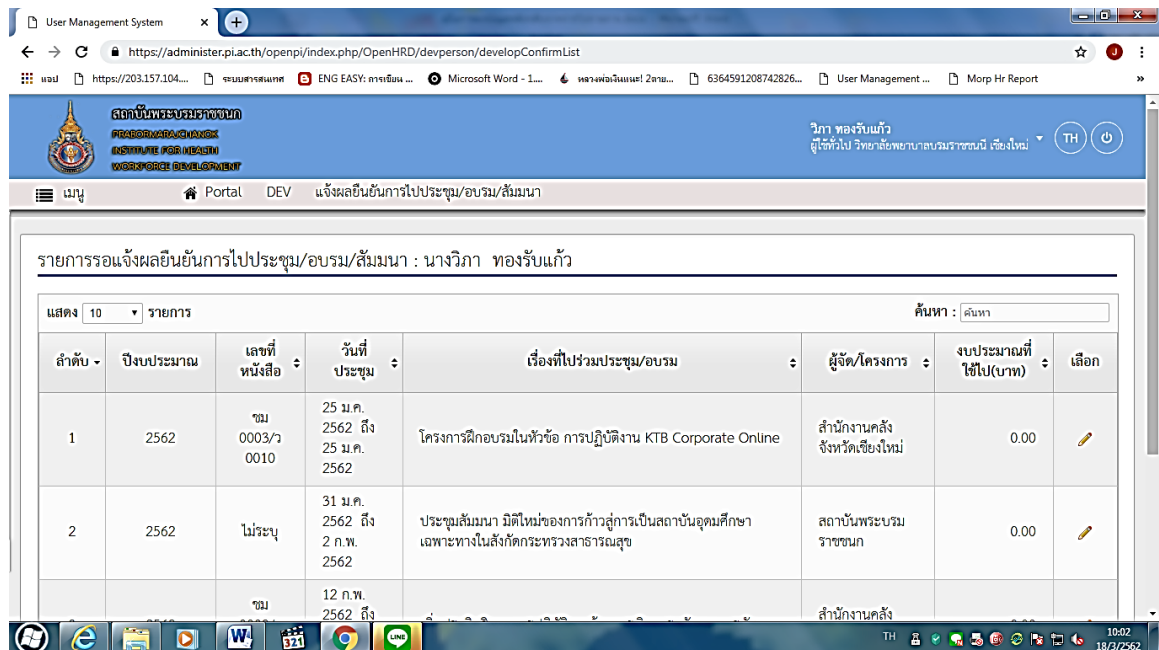 User Management System
https://administer.pi.ac.th/openpi/index.php/OpenHRD/devperson/developConfirmList
แอป https://203.157.104.... ระบบสารสนเทศ ENG EASY: การเขียน ... Microsoft Word - 1.... หลวงพ่อเงินแนะ! 2ราย... 6364591208742826... User Management ... Morp Hr Report »
สถาบันพระบรมราชชนก
PRABORMARAJCHANOK
INSTITUTE FOR HEALTH
WORKFORCE DEVELOPMENT
วิภา ทองรับแก้ว
ผู้ใช้ทั่วไป วิทยาลัยพยาบาลบรมราชชนนี เชียงใหม่
TH
เมนู Portal DEV แจ้งผลยืนยันการไปประชุม/อบรม/สัมมนา
รายการรอแจ้งผลยืนยันการไปประชุม/อบรม/สัมมนา : นางวิภา ทองรับแก้ว
แสดง 10 รายการ ค้นหา : ค้นหา
ลำดับ ปีงบประมาณ เลขที่หนังสือ วันที่ประชุม เรื่องที่ไปร่วมประชุม/อบรม ผู้จัด/โครงการ งบประมาณที่ใช้ไป(บาท) เลือก
1
2562
ชม
0003/ว
0010
25 ม.ค.
2562 ถึง
25 ม.ค.
2562
โครงการฝึกอบรมในหัวข้อ การปฏิบัติงาน KTB Corporate Online
สำนักงานคลัง
จังหวัดเชียงใหม่
0.00
2
2562
ไม่ระบุ
31 ม.ค.
2562 ถึง
2 ก.พ.
2562
ประชุมสัมมนา มิติใหม่ของการก้าวสู่การเป็นสถาบันอุดมศึกษา
เฉพาะทางในสังกัดกระทรวงสาธารณสุข
สถาบันพระบรม
ราชชนก
0.00
ชม
12 ก.พ.
2562 ถึง
สำนักงานคลัง
321
LINE
TH
10:02
18/3/2562